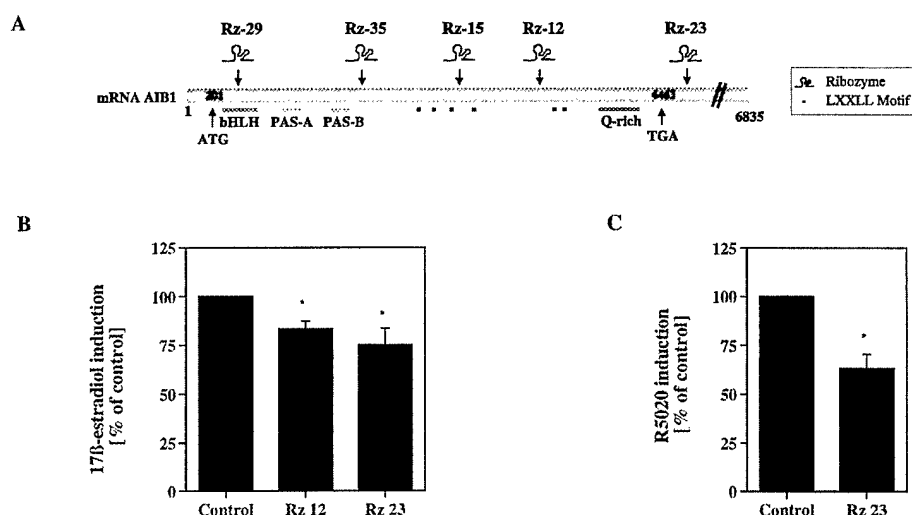 A
Rz-29 Rz-35 Rz-15 Rz-12 Rz-23
Ribozyme
LXXLL Motif
mRNA AIB1
1 bHLH PAS-A PAS-B Q-rich 6835
ATG TGA
B
17ß-estradiol induction
[% of control]
125
100
75
50
25
0
* *
Control Rz 12 Rz 23
C
R5020 induction
[% of control]
125
100
75
50
25
0
*
Control Rz 23